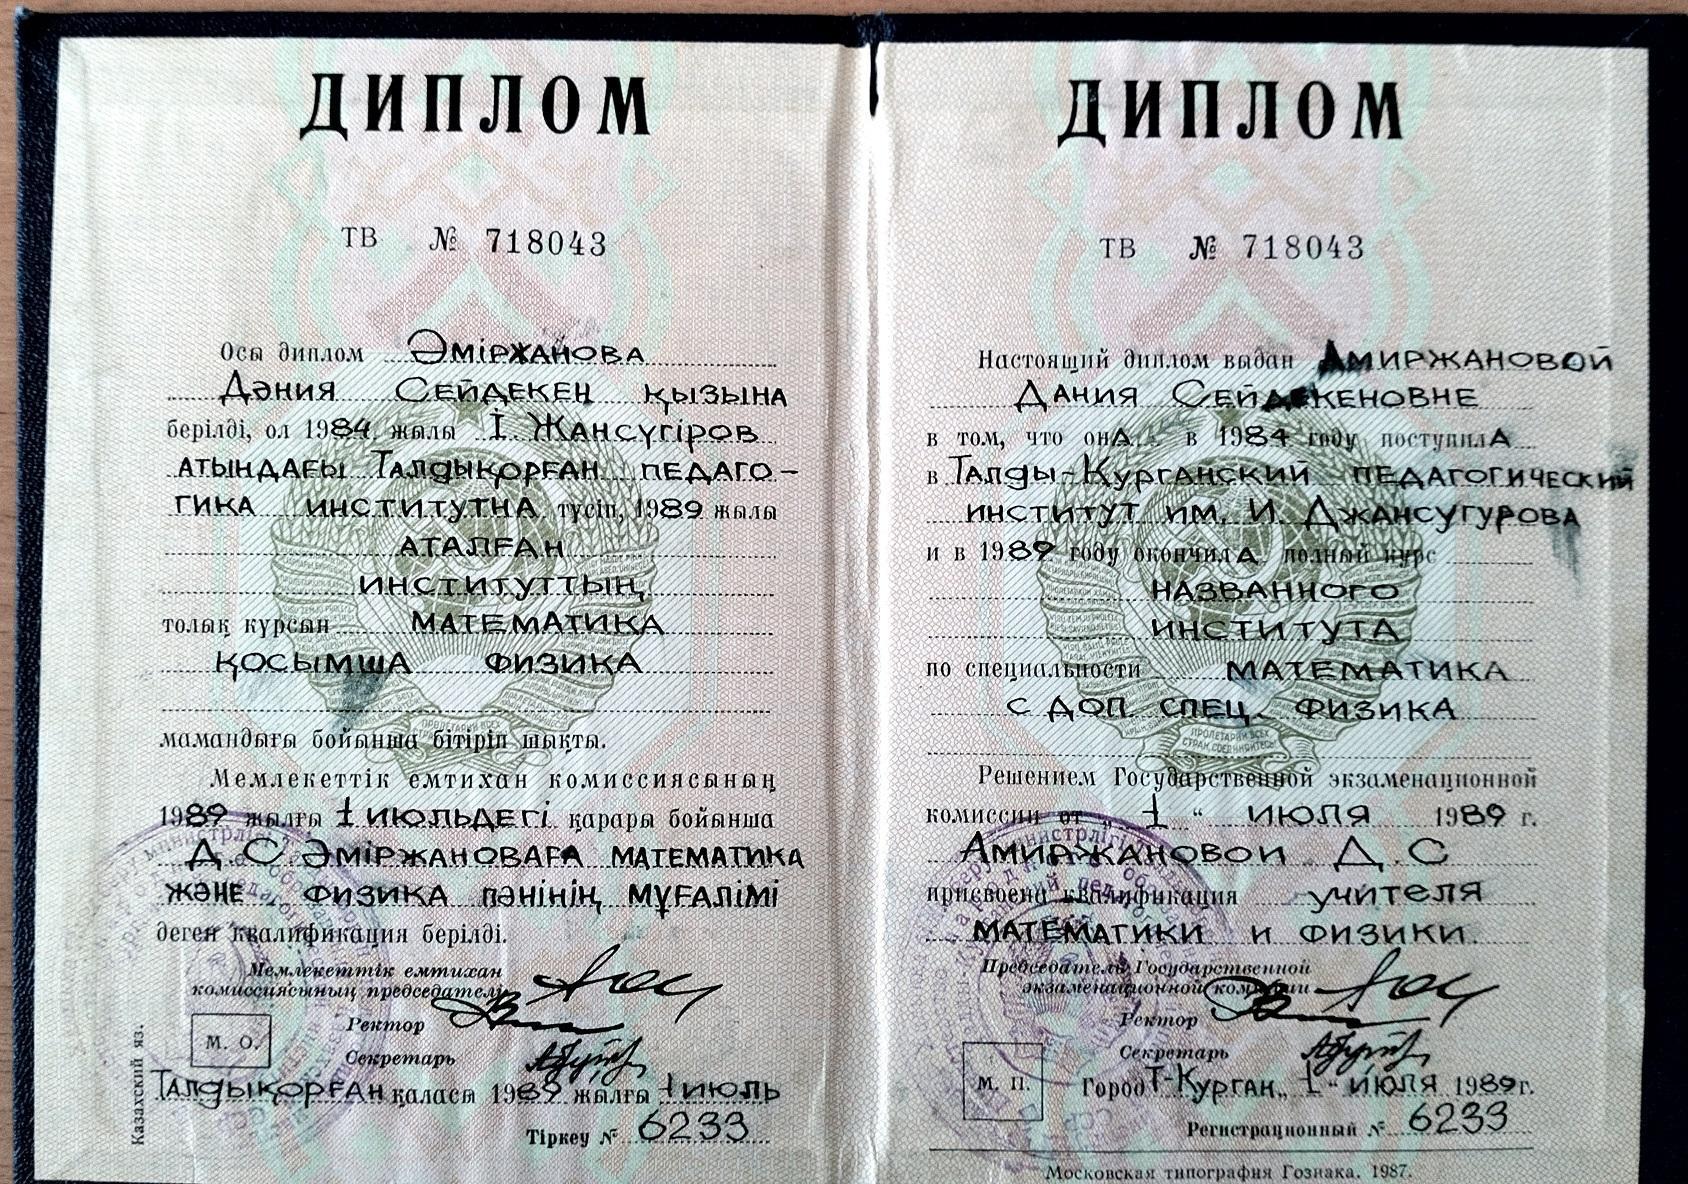 ДИПЛОМ
ТВ № 718043
Осы диплом Әміржанова
Дәния Сейдекен қызына
берілді, ол 1984 жылы І. Жансүгіров
атындағы Талдықорған педаго-
гика институтна түсіп, 1989 жылы
аталған
институттың
толық курсын математика
қосымша физика
мамандығы бойынша бітіріп шықты.
Мемлекеттік емтихан комиссиясының
1989 жылғы 1 июльдегі қарары бойынша
Д.С. Әміржановаға математика
және физика пәнінің мұғалімі
деген квалификация берілді.
Мемлекеттік емтихан
комиссиясының председателі
Ректор
М. О.
Секретарь
Талдықорған қаласы 1989 жылғы 1 июль
Тіркеу № 6233
Казахский яз.
ДИПЛОМ
ТВ № 718043
Настоящий диплом выдан Амиржановой
Дания Сейдекеновне
в том, что она в 1984 году поступила
в Талды-Курганский педагогический
институт им. И. Джансугурова
и в 1989 году окончила полный курс
названного
института
по специальности математика
с доп. спец. физика
Решением Государственной экзаменационной
комиссии от 1 " июля 1989 г.
Амиржановои Д.С
присвоена квалификация учителя
математики и физики.
Председатель Государственной
экзаменационной комиссии
Ректор
Секретарь
М. П.
Город Т-Курган, 1 " июля 1989 г.
Регистрационный № 6233
Московская типография Гознака. 1987.